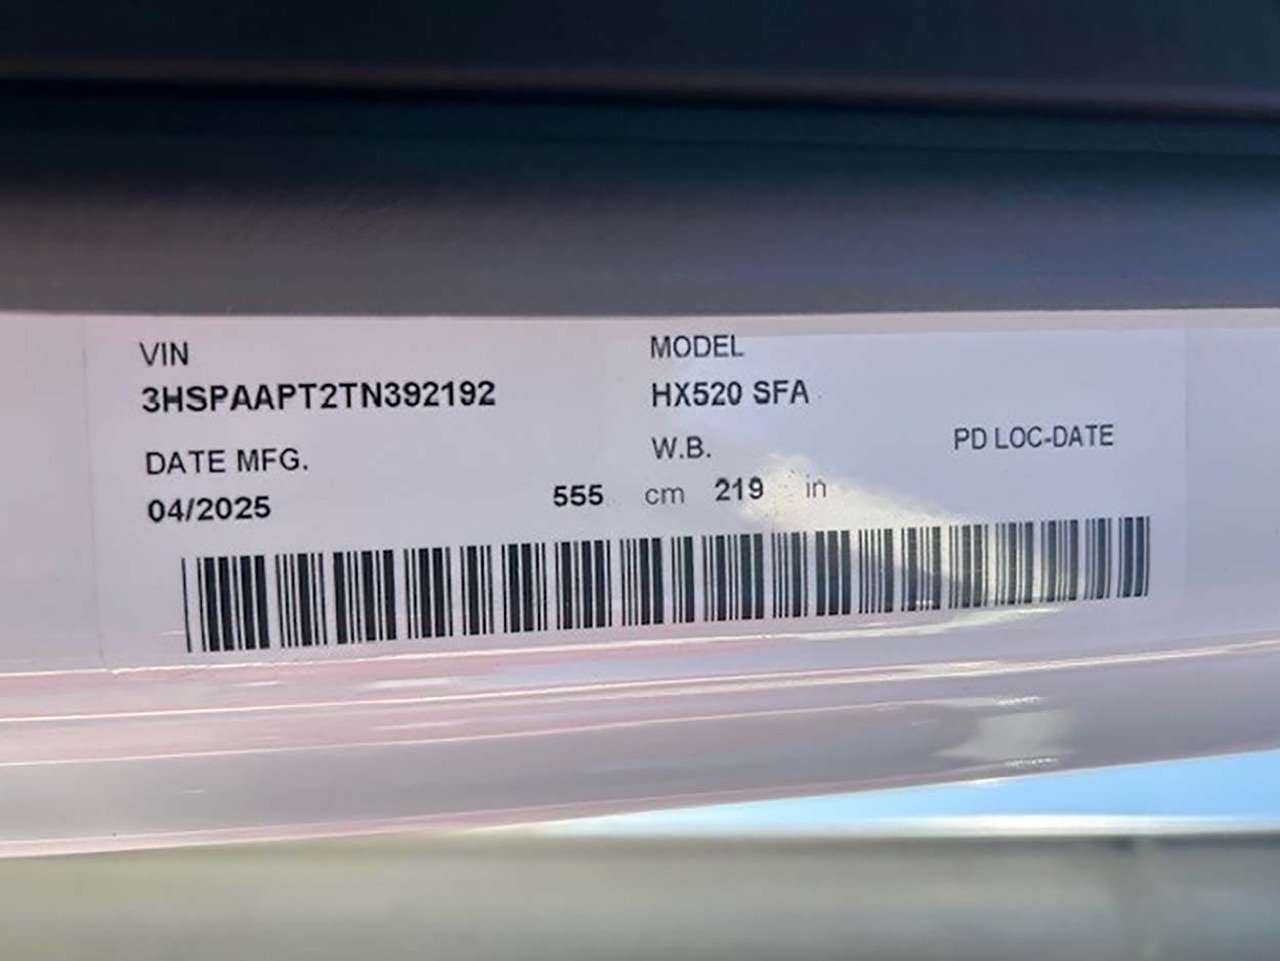 VIN
3HSPAAPT2TN392192
MODEL
HX520 SFA
DATE MFG.
04/2025
W.B.
555 cm 219 in
PD LOC-DATE